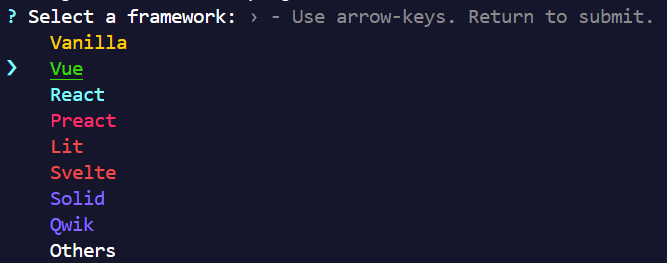 ? Select a framework: › - Use arrow-keys. Return to submit.
Vanilla
❯ Vue
React
Preact
Lit
Svelte
Solid
Qwik
Others